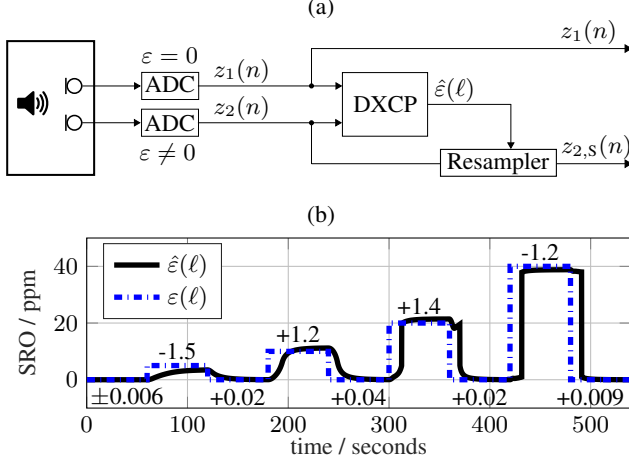 (a)
ε = 0
z₁(n)
z₁(n)
ADC
DXCP
ε̂(ℓ)
z₂(n)
ADC
ε ≠ 0
Resampler
z₂,ₛ(n)
(b)
SRO / ppm
40
20
0
ε̂(ℓ)
ε(ℓ)
-1.5
+1.2
+1.4
-1.2
±0.006
+0.02
+0.04
+0.02
+0.009
0 100 200 300 400 500
time / seconds